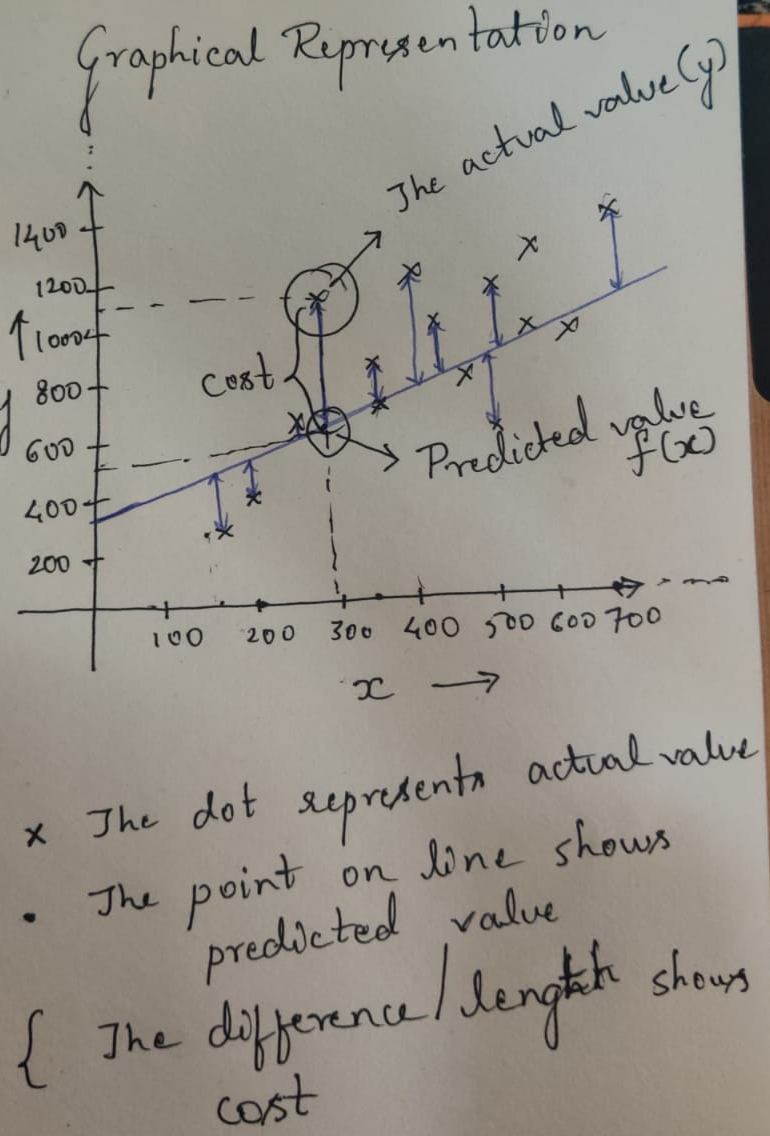 Graphical Representation
The actual value(y)
1400
1200
1000
cost
800
600
Predicted value
f(x)
400
200
100 200 300 400 500 600 700
x
x The dot represents actual value
• The point on line shows
predicted value
{ The difference/length shows
cost